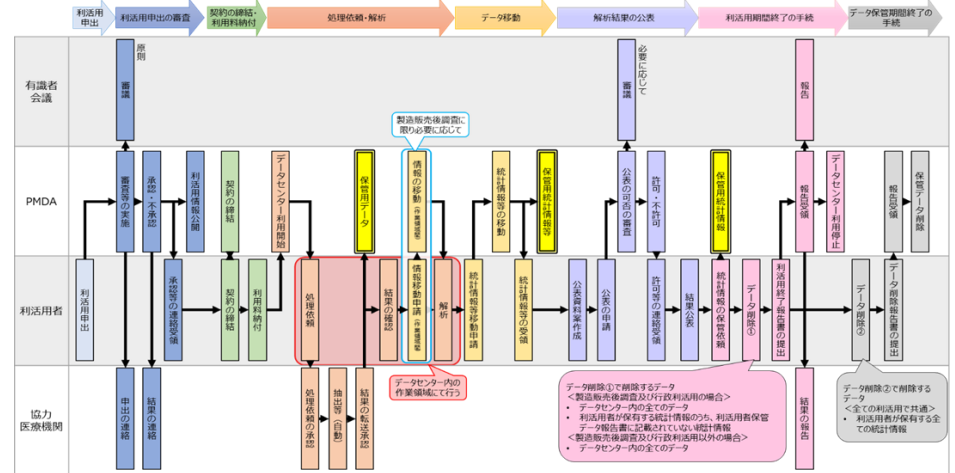 利活用
申出
利活用申出の審査
契約の締結・
利用料納付
処理依頼・解析
データ移動
解析結果の公表
利活用期間終了の手続
データ保管期間終了の
手続
有識者
会議
審議
原則
審議
必要に応じて
報告
製造販売後調査に
限り必要に応じて
PMDA
審査等の実施
承認・不承認
利活用情報公開
契約の締結
データセンター利用開始
保管用データ
情報の移動（作業領域間）
統計情報等の移動
保管用統計情報等
公表の可否の審査
許可・不許可
保管用統計情報
報告受領
データセンター利用停止
報告受領
保管データ削除
利活用者
利活用申出
承認等の連絡受領
契約の締結
利用料納付
処理依頼
結果の確認
情報移動申請（作業領域間）
解析
統計情報等移動申請
統計情報等の受領
公表資料案作成
公表の申請
許可等の連絡受領
結果公表
統計情報の保管依頼
データ削除①
利活用終了報告書の提出
データ削除②
データ削除報告書の提出
データセンター内の
作業領域にて行う
協力
医療機関
申出の連絡
結果の連絡
処理依頼の承認
抽出等（自動）
結果の転送承認
結果の報告
データ削除①で削除するデータ
＜製造販売後調査及び行政利用の場合＞
• データセンター内の全てのデータ
• 利活用者が保有する統計情報のうち、利活用者保管
データ報告書に記載されていない統計情報
＜製造販売後調査及び行政利用以外の場合＞
• データセンター内の全てのデータ
データ削除②で削除する
データ
＜全ての利活用で共通＞
• 利活用者が保有する全
ての統計情報